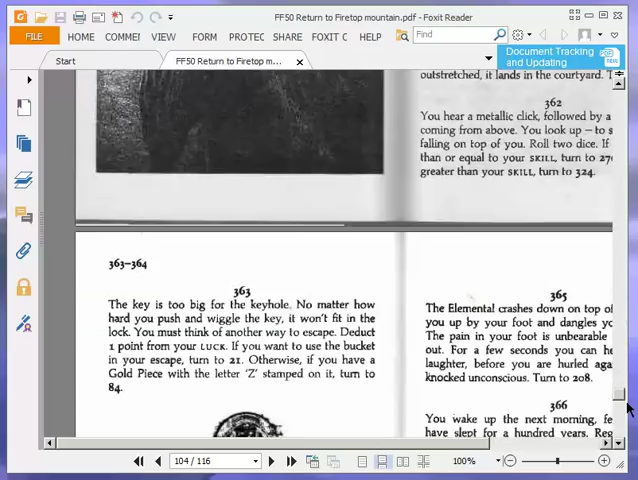 FF50 Return to Firetop mountain.pdf - Foxit Reader
FILE HOME COMMEI FORM PROTEC SHARE FOXIT C HELP Find
Start FF50 Return to Firetop m...
Document Tracking
and Updating
outstretched, it lands in the courtyard.
362
You hear a metallic click, followed by a
coming from above. You look up – to s
falling on top of you. Roll two dice. If
than or equal to your SKILL, turn to 27
greater than your SKILL, turn to 324.
363-364
363
The key is too big for the keyhole. No matter how
hard you push and wiggle the key, it won't fit in the
lock. You must think of another way to escape. Deduct
1 point from your LUCK. If you want to use the bucket
in your escape, turn to 21. Otherwise, if you have a
Gold Piece with the letter 'Z' stamped on it, turn to
84.
365
The Elemental crashes down on top of
you up by your foot and dangles yo
The pain in your foot is unbearable
out. For a few seconds you can he
laughter, before you are hurled aga
knocked unconscious. Turn to 208.
366
You wake up the next morning, fe
have slept for a hundred years. Reg
104 / 116
100%